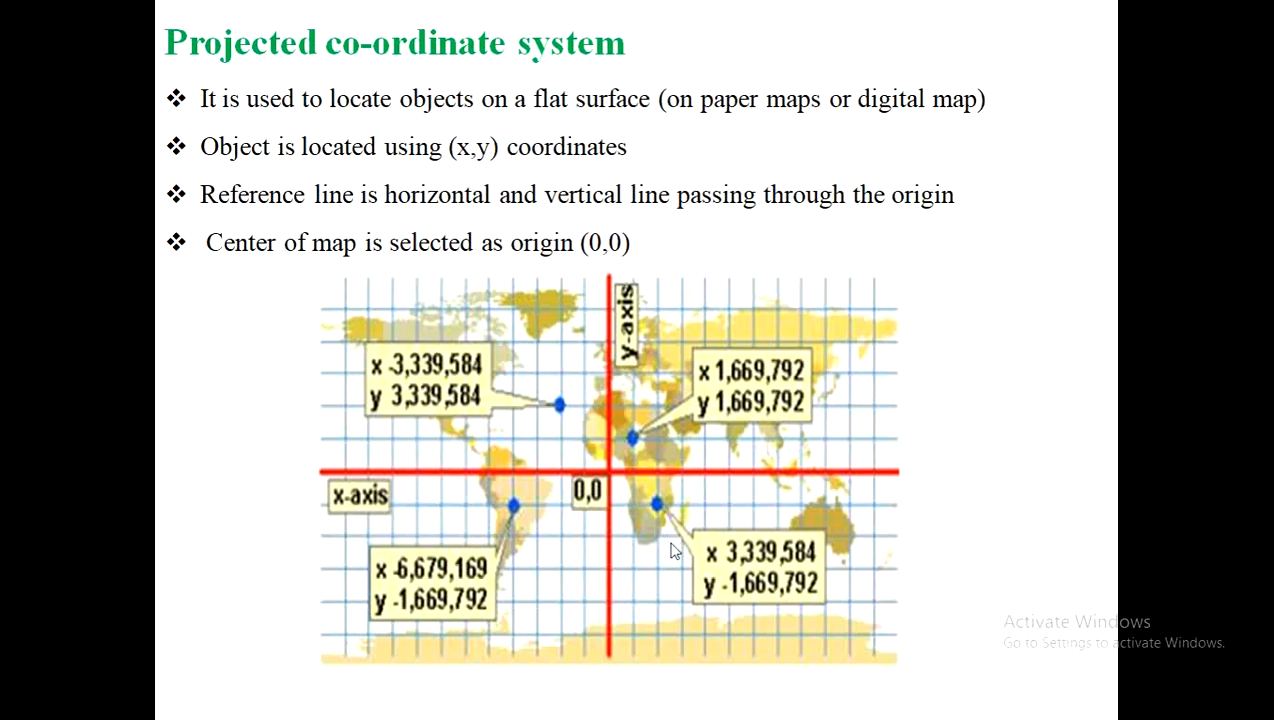 Projected co-ordinate system
❖ It is used to locate objects on a flat surface (on paper maps or digital map)
❖ Object is located using (x,y) coordinates
❖ Reference line is horizontal and vertical line passing through the origin
❖ Center of map is selected as origin (0,0)
y-axis
x -3,339,584
y 3,339,584
x 1,669,792
y 1,669,792
x-axis
0,0
x -6,679,169
y -1,669,792
x 3,339,584
y -1,669,792
Activate Windows
Go to Settings to activate Windows.